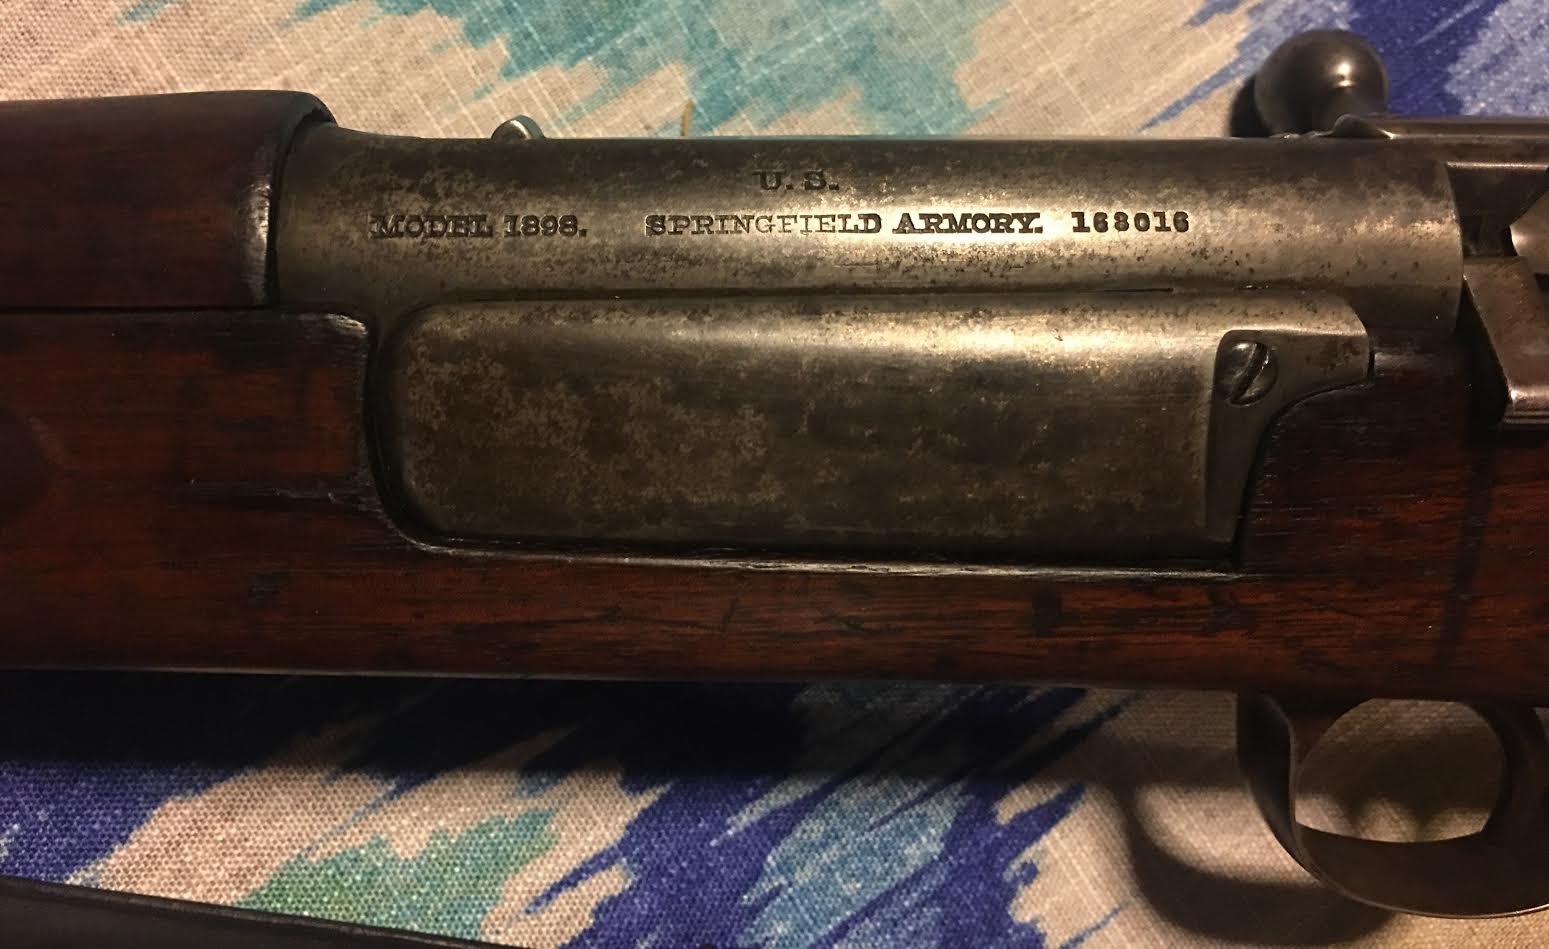 U. S.
MODEL 1898. SPRINGFIELD ARMORY. 168016